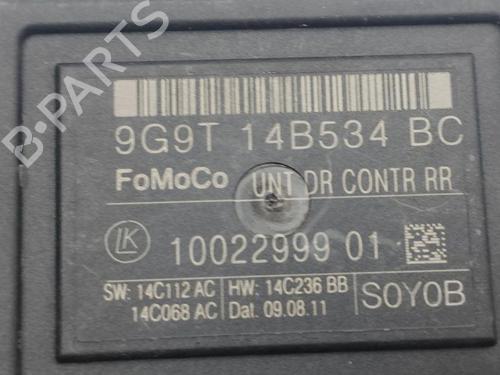 9G9T 14B534 BC
FoMoCo UNT DR CONTR RR
LK 10022999 01
SW: 14C112 AC HW: 14C236 BB
14C068 AC Dat. 09.08.11 S0Y0B
B-PARTS